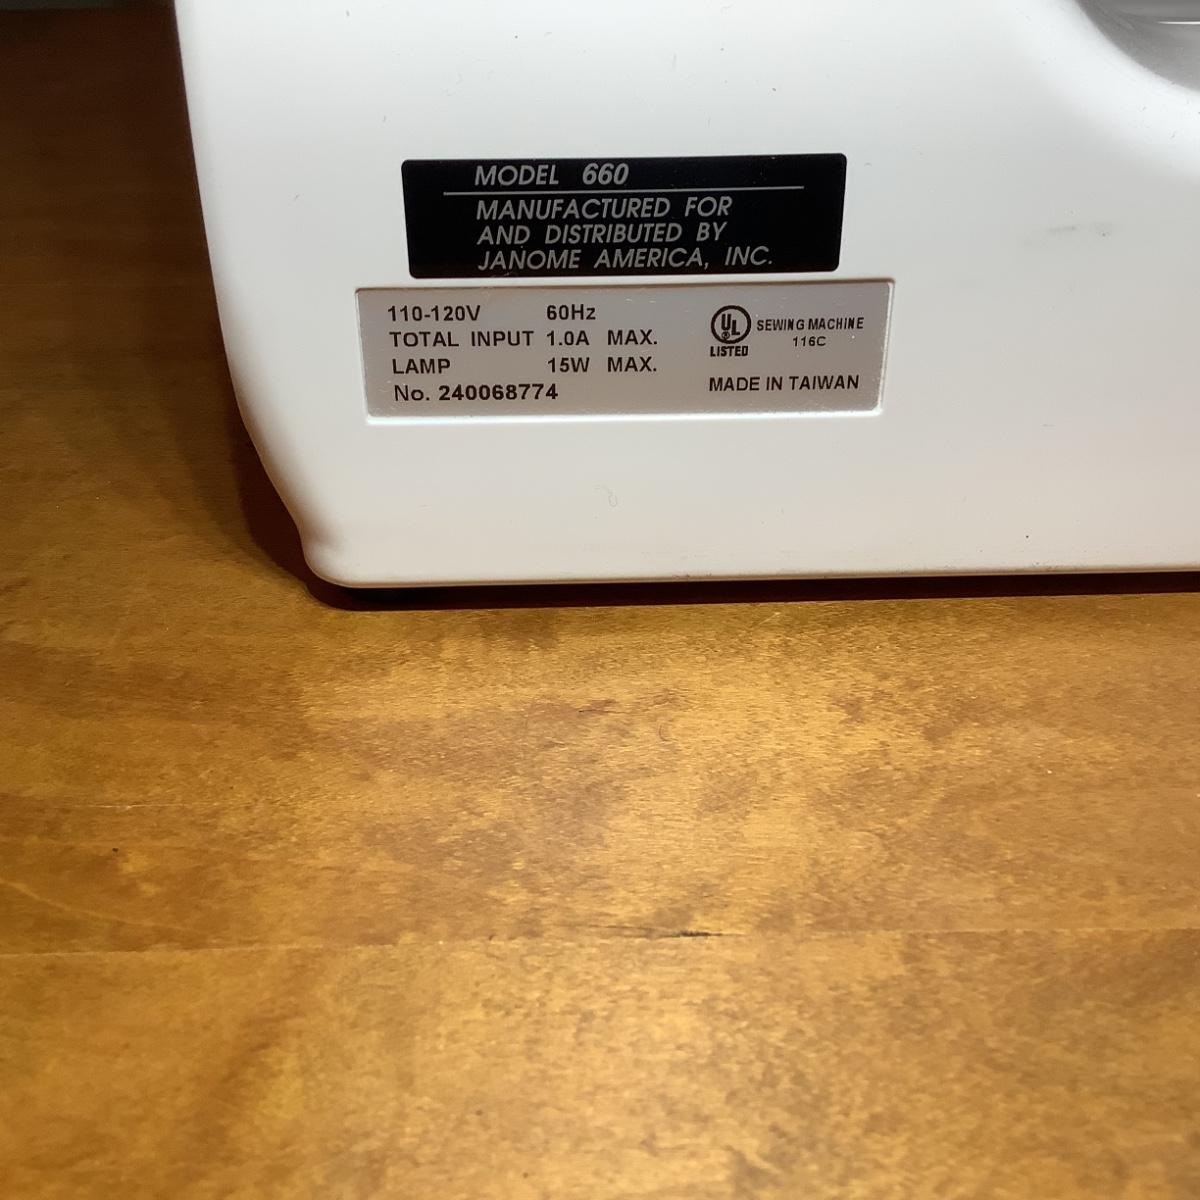 MODEL 660
MANUFACTURED FOR
AND DISTRIBUTED BY
JANOME AMERICA, INC.
110-120V 60Hz
TOTAL INPUT 1.0A MAX.
LAMP 15W MAX.
No. 240068774
UL
LISTED
SEWING MACHINE
116C
MADE IN TAIWAN